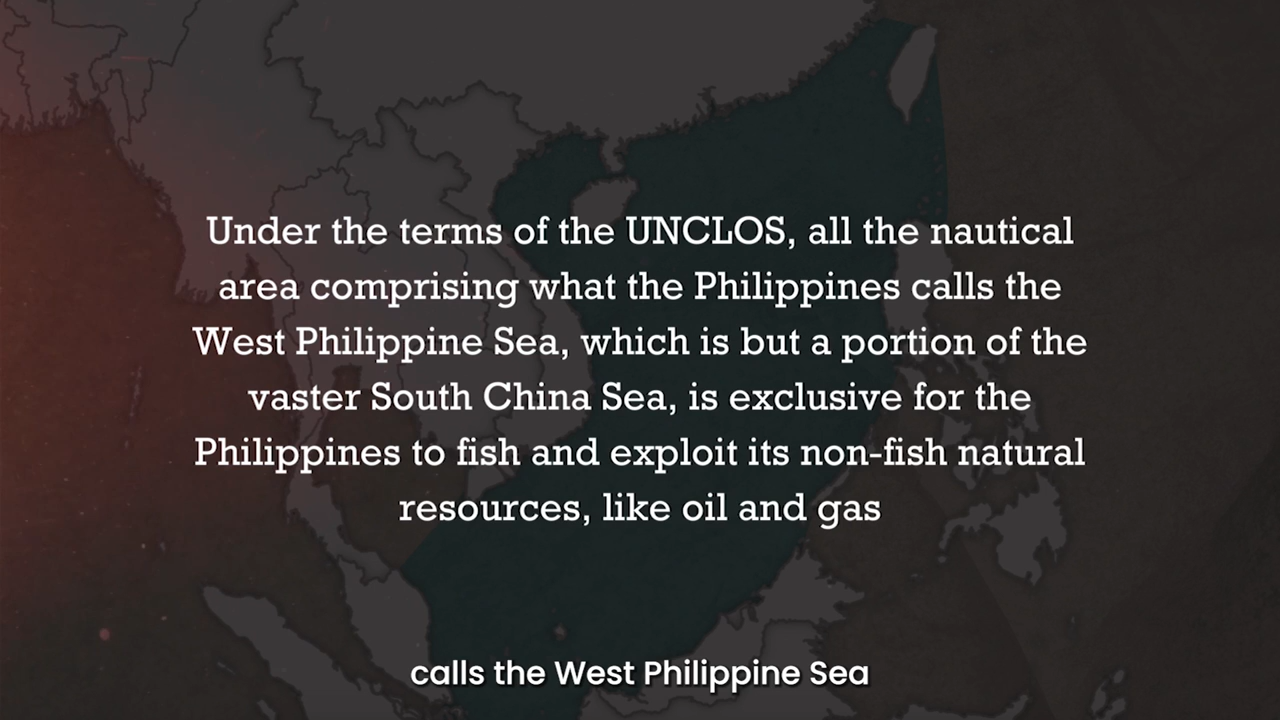 Under the terms of the UNCLOS, all the nautical
area comprising what the Philippines calls the
West Philippine Sea, which is but a portion of the
vaster South China Sea, is exclusive for the
Philippines to fish and exploit its non-fish natural
resources, like oil and gas
calls the West Philippine Sea